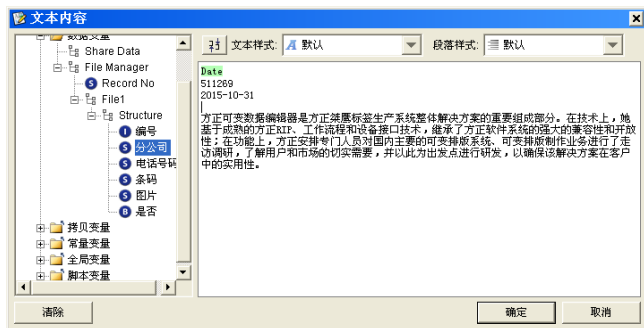 文本内容
数据变量
Share Data
File Manager
Record No
File1
Structure
编号
分公司
电话号码
条码
图片
是否
拷贝变量
常量变量
全局变量
脚本变量
文本样式: A 默认
段落样式: 默认
Date
511269
2015-10-31
方正可变数据编辑器是方正桀鹰标签生产系统整体解决方案的重要组成部分。在技术上，她
基于成熟的方正RIP、工作流程和设备接口技术，继承了方正软件系统的强大的兼容性和开放
性；在功能上，方正安排专门人员对国内主要的可变排版系统、可变排版制作业务进行了走
访调研，了解用户和市场的切实需要，并以此为出发点进行研发，以确保该解决方案在客户
中的实用性。
清除
确定
取消